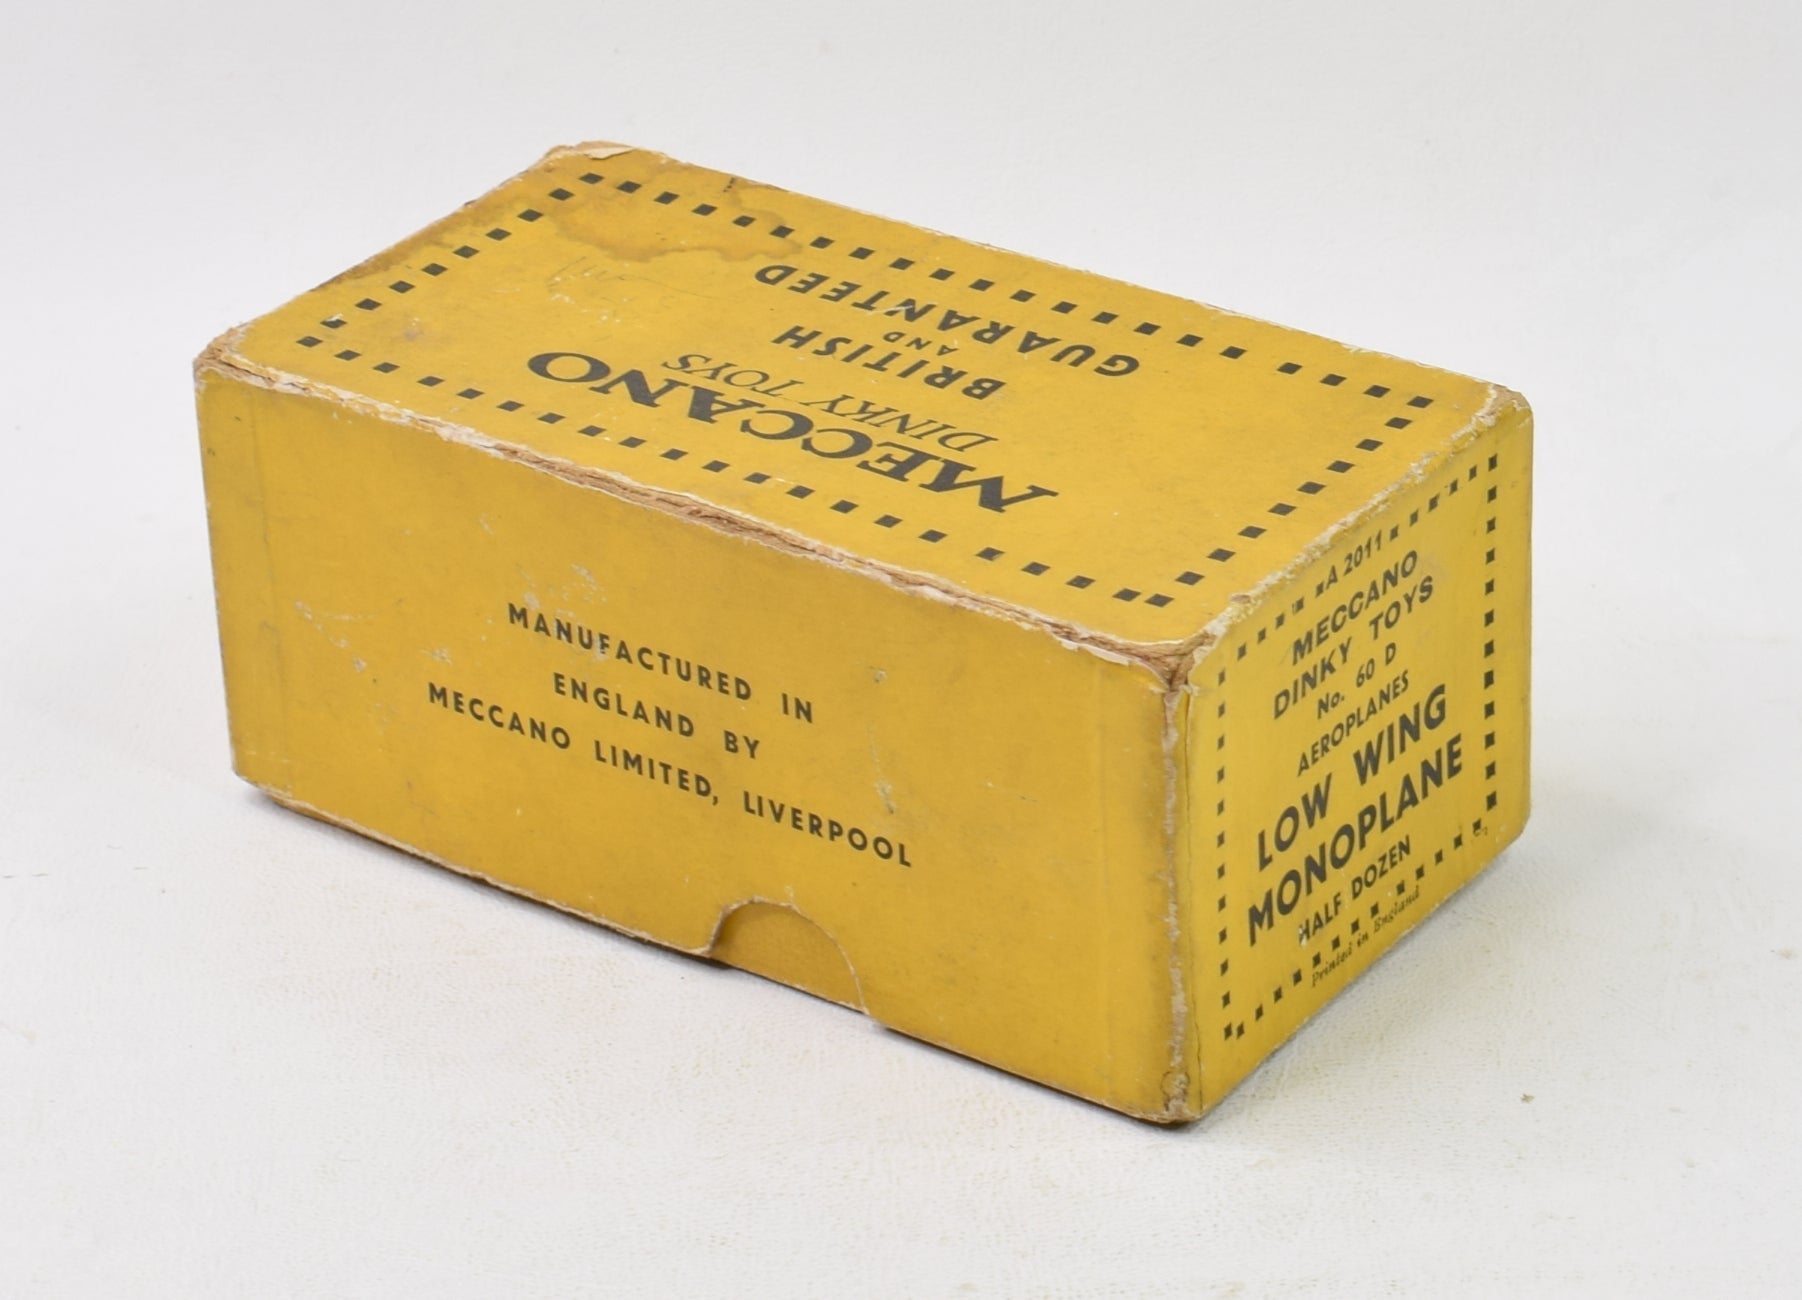 MECCANO
DINKY TOYS
BRITISH
AND
GUARANTEED
MANUFACTURED IN
ENGLAND BY
MECCANO LIMITED, LIVERPOOL
A 2011
MECCANO
DINKY TOYS
No. 60 D
AEROPLANES
LOW WING
MONOPLANE
HALF DOZEN
Printed in England